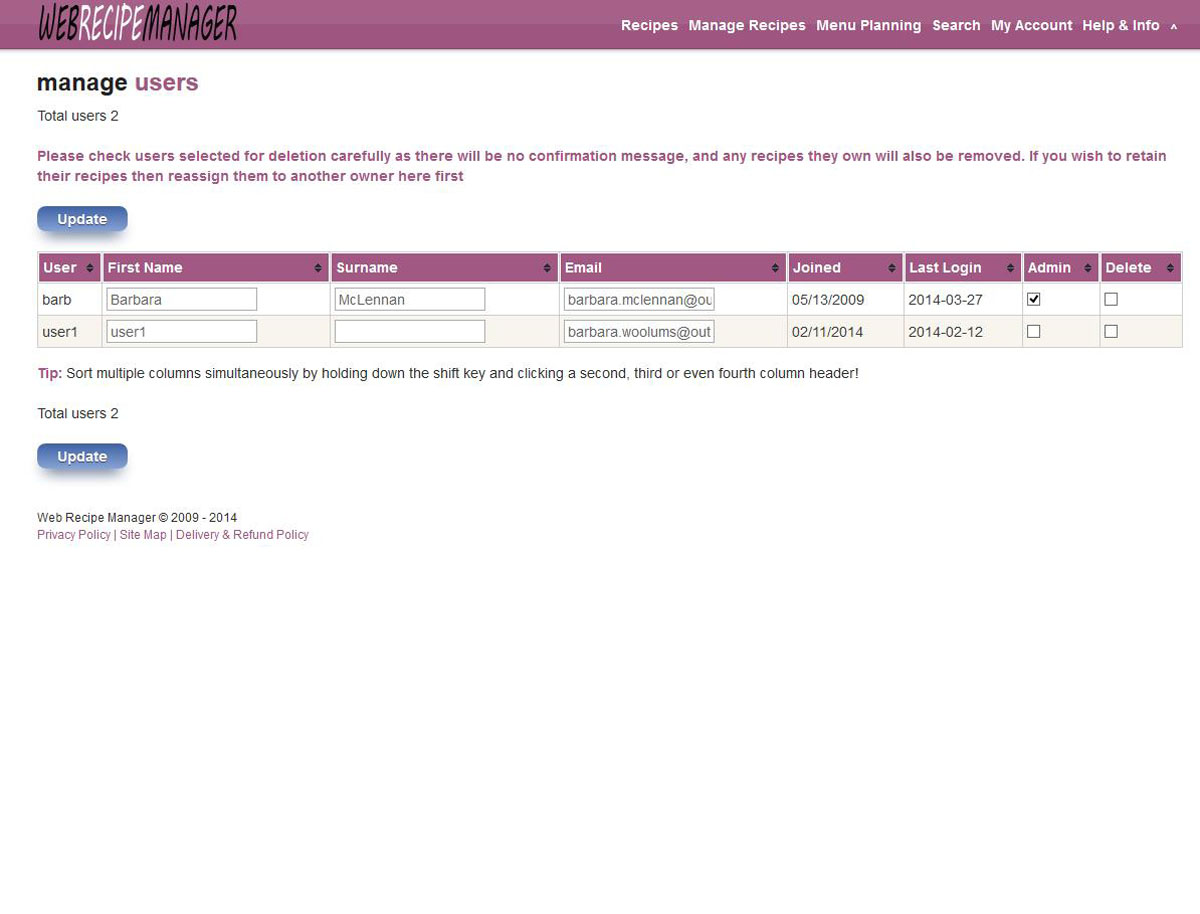 WEBRECIPEMANAGER
Recipes Manage Recipes Menu Planning Search My Account Help & Info ^
manage users
Total users 2
Please check users selected for deletion carefully as there will be no confirmation message, and any recipes they own will also be removed. If you wish to retain
their recipes then reassign them to another owner here first
Update
User First Name Surname Email Joined Last Login Admin Delete
barb Barbara McLennan barbara.mclennan@ou 05/13/2009 2014-03-27
user1 user1 barbara.woolums@out 02/11/2014 2014-02-12
Tip: Sort multiple columns simultaneously by holding down the shift key and clicking a second, third or even fourth column header!
Total users 2
Update
Web Recipe Manager © 2009 - 2014
Privacy Policy | Site Map | Delivery & Refund Policy